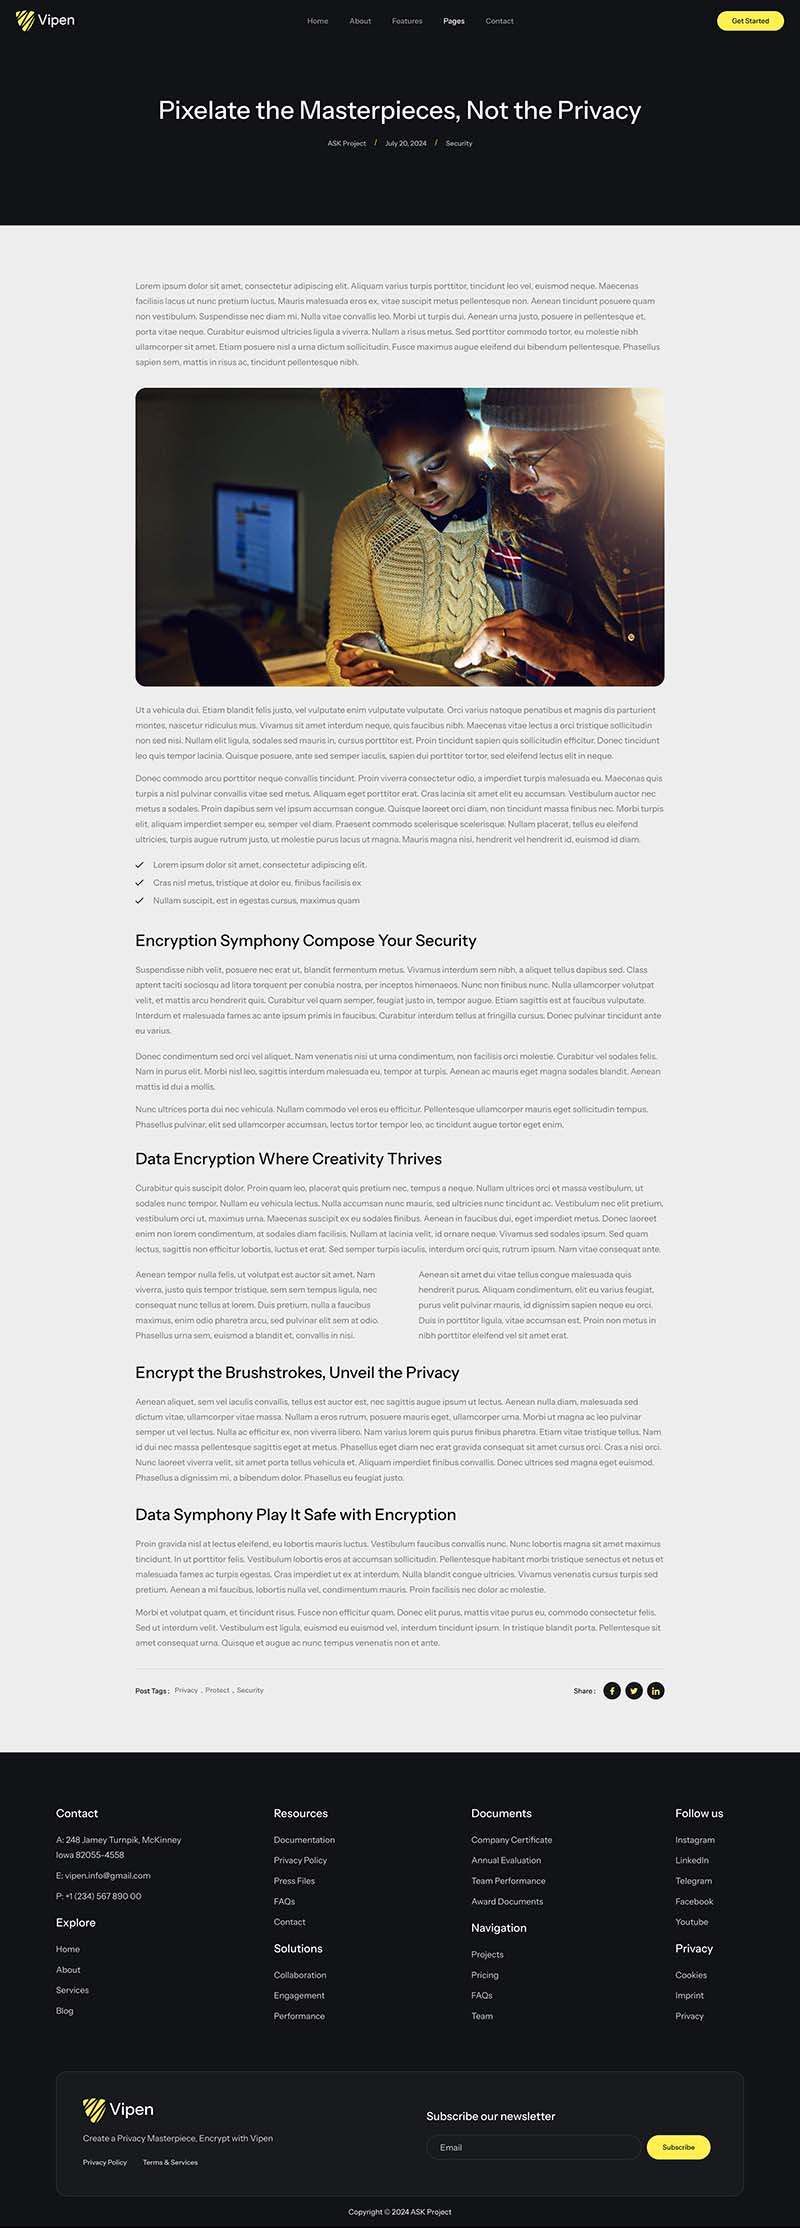 Vipen
Home About Features Pages Contact
Get Started
Pixelate the Masterpieces, Not the Privacy
ASK Project / July 20, 2024 / Security
Lorem ipsum dolor sit amet, consectetur adipiscing elit. Aliquam varius turpis porttitor, tincidunt leo vel, euismod neque. Maecenas
facilisis lacus ut nunc pretium luctus. Mauris malesuada eros ex, vitae suscipit metus pellentesque non. Aenean tincidunt posuere quam
non vestibulum. Suspendisse nec diam mi. Nulla vitae convallis leo. Morbi ut turpis dui. Aenean urna justo, posuere in pellentesque et,
porta vitae neque. Curabitur euismod ultricies ligula a viverra. Nullam a risus metus. Sed porttitor commodo tortor, eu molestie nibh
ullamcorper sit amet. Etiam posuere nisl a urna dictum sollicitudin. Fusce maximus augue eleifend dui bibendum pellentesque. Phasellus
sapien sem, mattis in risus ac, tincidunt pellentesque nibh.
Ut a vehicula dui. Etiam blandit felis justo, vel vulputate enim vulputate vulputate. Orci varius natoque penatibus et magnis dis parturient
montes, nascetur ridiculus mus. Vivamus sit amet interdum neque, quis faucibus nibh. Maecenas vitae lectus a orci tristique sollicitudin
non sed nisi. Nullam elit ligula, sodales sed mauris in, cursus porttitor est. Proin tincidunt sapien quis sollicitudin efficitur. Donec tincidunt
leo quis tempor lacinia. Quisque posuere, ante sed semper iaculis, sapien dui porttitor tortor, sed eleifend lectus elit in neque.
Donec commodo arcu porttitor neque convallis tincidunt. Proin viverra consectetur odio, a imperdiet turpis malesuada eu. Maecenas quis
turpis a nisl pulvinar convallis vitae sed metus. Aliquam eget porttitor erat. Cras lacinia sit amet elit eu accumsan. Vestibulum auctor nec
metus a sodales. Proin dapibus sem vel ipsum accumsan congue. Quisque laoreet orci diam, non tincidunt massa finibus nec. Morbi turpis
elit, aliquam imperdiet semper eu, semper vel diam. Praesent commodo scelerisque scelerisque. Nullam placerat, tellus eu eleifend
ultricies, turpis augue rutrum justo, ut molestie purus lacus ut magna. Mauris magna nisi, hendrerit vel hendrerit id, euismod id diam.
Lorem ipsum dolor sit amet, consectetur adipiscing elit.
Cras nisl metus, tristique at dolor eu, finibus facilisis ex
Nullam suscipit, est in egestas cursus, maximus quam
Encryption Symphony Compose Your Security
Suspendisse nibh velit, posuere nec erat ut, blandit fermentum metus. Vivamus interdum sem nibh, a aliquet tellus dapibus sed. Class
aptent taciti sociosqu ad litora torquent per conubia nostra, per inceptos himenaeos. Nunc non finibus nunc. Nulla ullamcorper volutpat
velit, et mattis arcu hendrerit quis. Curabitur vel quam semper, feugiat justo in, tempor augue. Etiam sagittis est at faucibus vulputate.
Interdum et malesuada fames ac ante ipsum primis in faucibus. Curabitur interdum tellus at fringilla cursus. Donec pulvinar tincidunt ante
eu varius.
Donec condimentum sed orci vel aliquet. Nam venenatis nisi ut urna condimentum, non facilisis orci molestie. Curabitur vel sodales felis.
Nam in purus elit. Morbi nisl leo, sagittis interdum malesuada eu, tempor at turpis. Aenean ac mauris eget magna sodales blandit. Aenean
mattis id dui a mollis.
Nunc ultrices porta dui nec vehicula. Nullam commodo vel eros eu efficitur. Pellentesque ullamcorper mauris eget sollicitudin tempus.
Phasellus pulvinar, elit sed ullamcorper accumsan, lectus tortor tempor leo, ac tincidunt augue tortor eget enim.
Data Encryption Where Creativity Thrives
Curabitur quis suscipit dolor. Proin quam leo, placerat quis pretium nec, tempus a neque. Nullam ultrices orci et massa vestibulum, ut
sodales nunc tempor. Nullam eu vehicula lectus. Nulla accumsan nunc mauris, sed ultricies nunc tincidunt ac. Vestibulum nec elit pretium,
vestibulum orci ut, maximus urna. Maecenas suscipit ex eu sodales finibus. Aenean in faucibus dui, eget imperdiet metus. Donec laoreet
enim non lorem condimentum, at sodales diam facilisis. Nullam at lacinia velit, id ornare neque. Vivamus sed sodales ipsum. Sed quam
lectus, sagittis non efficitur lobortis, luctus et erat. Sed semper turpis iaculis, interdum orci quis, rutrum ipsum. Nam vitae consequat ante.
Aenean tempor nulla felis, ut volutpat est auctor sit amet. Nam
viverra, justo quis tempor tristique, sem sem tempus ligula, nec
consequat nunc tellus at lorem. Duis pretium, nulla a faucibus
maximus, enim odio pharetra arcu, sed pulvinar elit sem at odio.
Phasellus urna sem, euismod a blandit et, convallis in nisi.
Aenean sit amet dui vitae tellus congue malesuada quis
hendrerit purus. Aliquam condimentum, elit eu varius feugiat,
purus velit pulvinar mauris, id dignissim sapien neque eu orci.
Duis in porttitor ligula, vitae accumsan est. Proin non metus in
nibh porttitor eleifend vel sit amet erat.
Encrypt the Brushstrokes, Unveil the Privacy
Aenean aliquet, sem vel iaculis convallis, tellus est auctor est, nec sagittis augue ipsum ut lectus. Aenean nulla diam, malesuada sed
dictum vitae, ullamcorper vitae massa. Nullam a eros rutrum, posuere mauris eget, ullamcorper urna. Morbi ut magna ac leo pulvinar
semper ut vel lectus. Nulla ac efficitur ex, non viverra libero. Nam varius lorem quis purus finibus pharetra. Etiam vitae tristique tellus. Nam
id dui nec massa pellentesque sagittis eget at metus. Phasellus eget diam nec erat gravida consequat sit amet cursus orci. Cras a nisi orci.
Nunc laoreet viverra velit, sit amet porta tellus vehicula et. Aliquam imperdiet finibus convallis. Donec ultrices sed magna eget euismod.
Phasellus a dignissim mi, a bibendum dolor. Phasellus eu feugiat justo.
Data Symphony Play It Safe with Encryption
Proin gravida nisl at lectus eleifend, eu lobortis mauris luctus. Vestibulum faucibus convallis nunc. Nunc lobortis magna sit amet maximus
tincidunt. In ut porttitor felis. Vestibulum lobortis eros at accumsan sollicitudin. Pellentesque habitant morbi tristique senectus et netus et
malesuada fames ac turpis egestas. Cras imperdiet ut ex at interdum. Nulla blandit congue ultricies. Vivamus venenatis cursus turpis sed
pretium. Aenean a mi faucibus, lobortis nulla vel, condimentum mauris. Proin facilisis nec dolor ac molestie.
Morbi et volutpat quam, et tincidunt risus. Fusce non efficitur quam. Donec elit purus, mattis vitae purus eu, commodo consectetur felis.
Sed ut interdum velit. Vestibulum est ligula, euismod eu euismod vel, interdum tincidunt ipsum. In tristique blandit porta. Pellentesque sit
amet consequat urna. Quisque et augue ac nunc tempus venenatis non et ante.
Post Tags : Privacy , Protect , Security
Share :
Contact
A: 248 Jamey Turnpik, McKinney
Iowa 82055-4558
E: vipen.info@gmail.com
P: +1 (234) 567 890 00
Explore
Home
About
Services
Blog
Resources
Documentation
Privacy Policy
Press Files
FAQs
Contact
Solutions
Collaboration
Engagement
Performance
Documents
Company Certificate
Annual Evaluation
Team Performance
Award Documents
Navigation
Projects
Pricing
FAQs
Team
Follow us
Instagram
LinkedIn
Telegram
Facebook
Youtube
Privacy
Cookies
Imprint
Privacy
Vipen
Create a Privacy Masterpiece, Encrypt with Vipen
Privacy Policy Terms & Services
Subscribe our newsletter
Email
Subscribe
Copyright © 2024 ASK Project